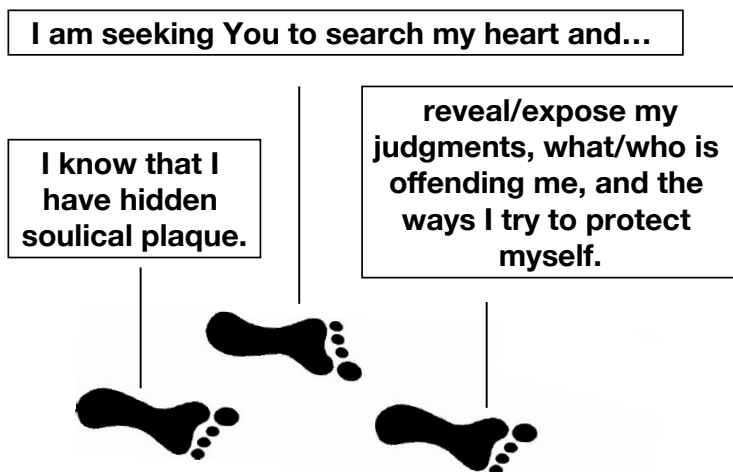 I am seeking You to search my heart and…
I know that I
have hidden
soulical plaque.
reveal/expose my
judgments, what/who is
offending me, and the
ways I try to protect
myself.